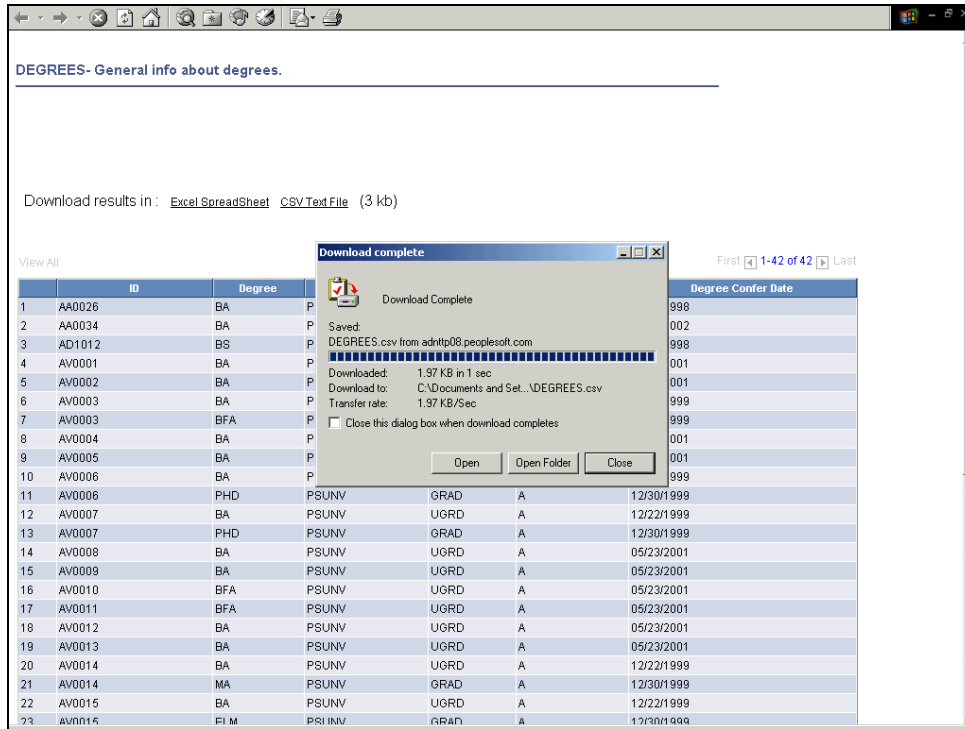 DEGREES- General info about degrees.
Download results in : Excel SpreadSheet CSV Text File (3 kb)
View All First 1-42 of 42 Last
ID Degree Degree Confer Date
1 AA0026 BA P 998
2 AA0034 BA P 002
3 AD1012 BS P 998
4 AV0001 BA P 001
5 AV0002 BA P 001
6 AV0003 BA P 999
7 AV0003 BFA P 999
8 AV0004 BA P 001
9 AV0005 BA P 001
10 AV0006 BA P 999
Download complete
Download Complete
Saved:
DEGREES.csv from adnttp08.peoplesoft.com
Downloaded: 1.97 KB in 1 sec
Download to: C:\Documents and Set...\DEGREES.csv
Transfer rate: 1.97 KB/Sec
Close this dialog box when download completes
Open Open Folder Close
11 AV0006 PHD PSUNV GRAD A 12/30/1999
12 AV0007 BA PSUNV UGRD A 12/22/1999
13 AV0007 PHD PSUNV GRAD A 12/30/1999
14 AV0008 BA PSUNV UGRD A 05/23/2001
15 AV0009 BA PSUNV UGRD A 05/23/2001
16 AV0010 BFA PSUNV UGRD A 05/23/2001
17 AV0011 BFA PSUNV UGRD A 05/23/2001
18 AV0012 BA PSUNV UGRD A 05/23/2001
19 AV0013 BA PSUNV UGRD A 05/23/2001
20 AV0014 BA PSUNV UGRD A 12/22/1999
21 AV0014 MA PSUNV GRAD A 12/30/1999
22 AV0015 BA PSUNV UGRD A 12/22/1999
23 AV0015 ELM PSUNV GRAD A 12/30/1999